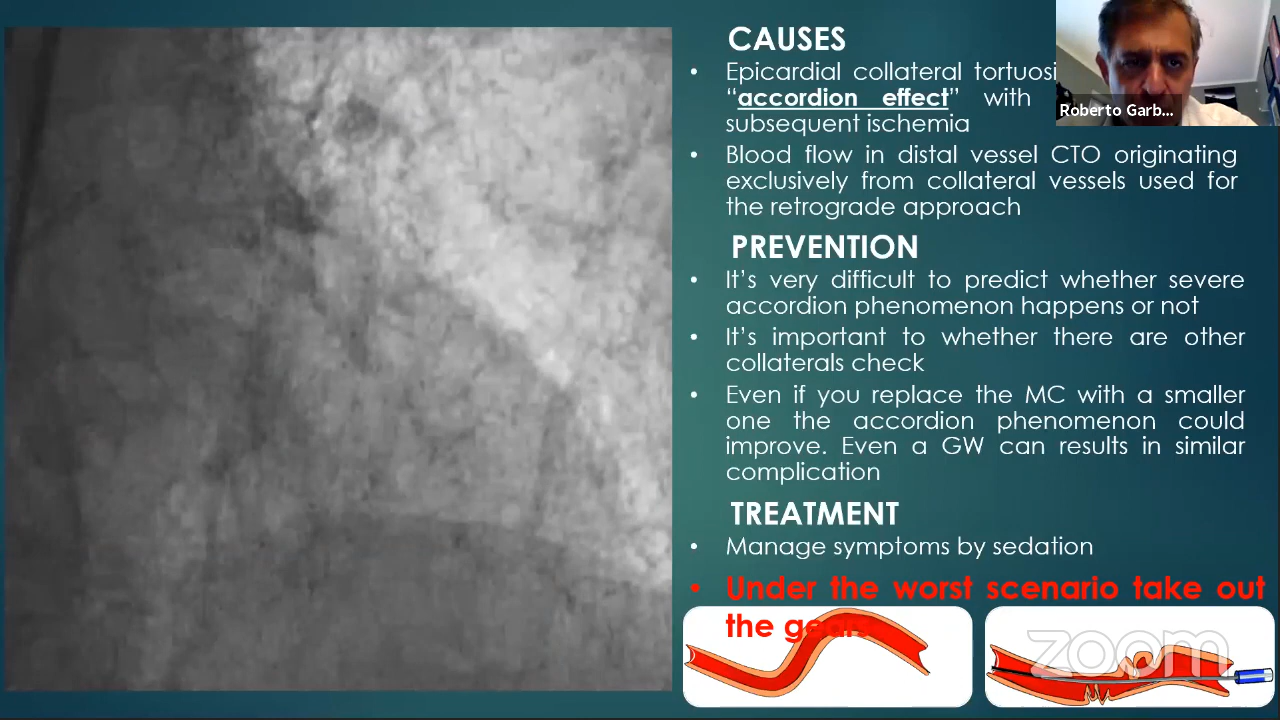 CAUSES
• Epicardial collateral
“accordion effect” with
subsequent ischemia
• Blood flow in distal vessel CTO originating
exclusively from collateral vessels used for
the retrograde approach
PREVENTION
• It’s very difficult to predict whether severe
accordion phenomenon happens or not
• It’s important to whether there are other
collaterals check
• Even if you replace the MC with a smaller
one the accordion phenomenon could
improve. Even a GW can results in similar
complication
TREATMENT
• Manage symptoms by sedation
• Under the worst scenario take out
the
Roberto Garb...
zoom